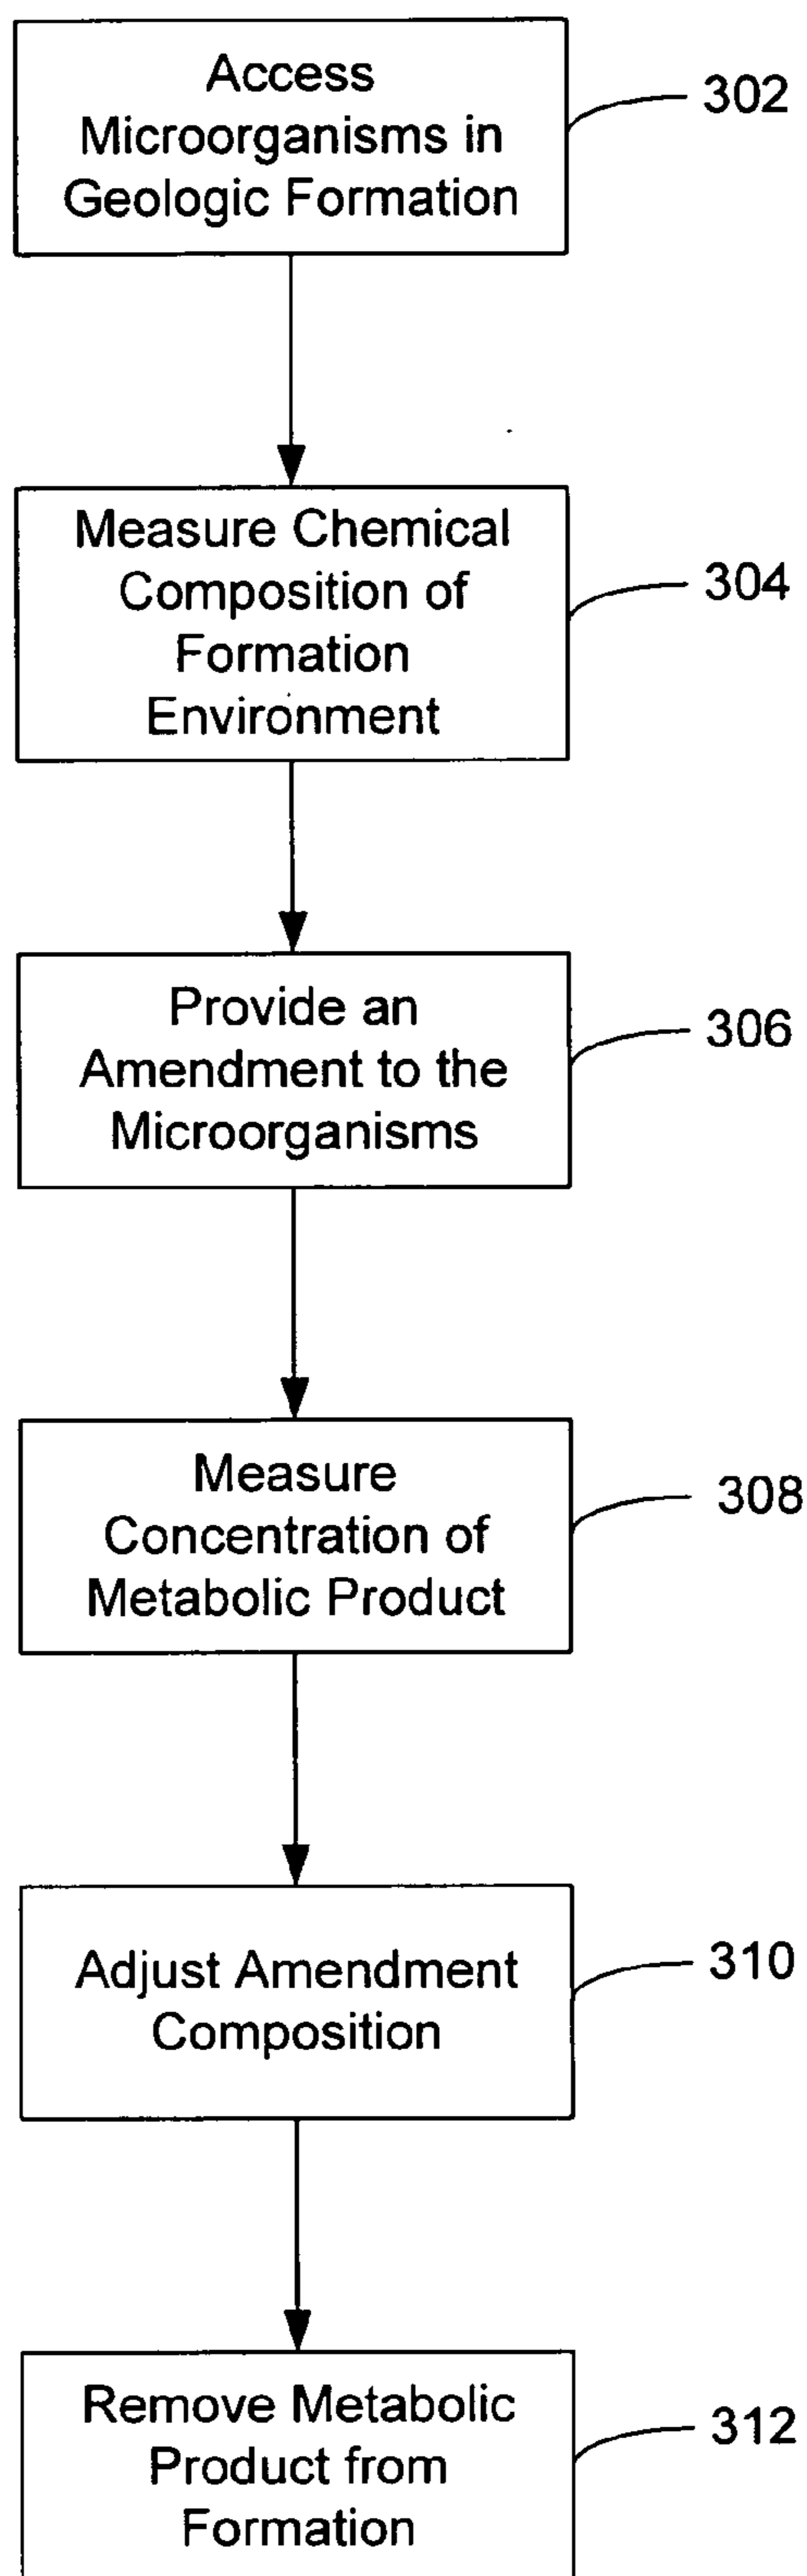 Access
Microorganisms in
Geologic Formation
302
Measure Chemical
Composition of
Formation
Environment
304
Provide an
Amendment to the
Microorganisms
306
Measure
Concentration of
Metabolic Product
308
Adjust Amendment
Composition
310
Remove Metabolic
Product from
Formation
312